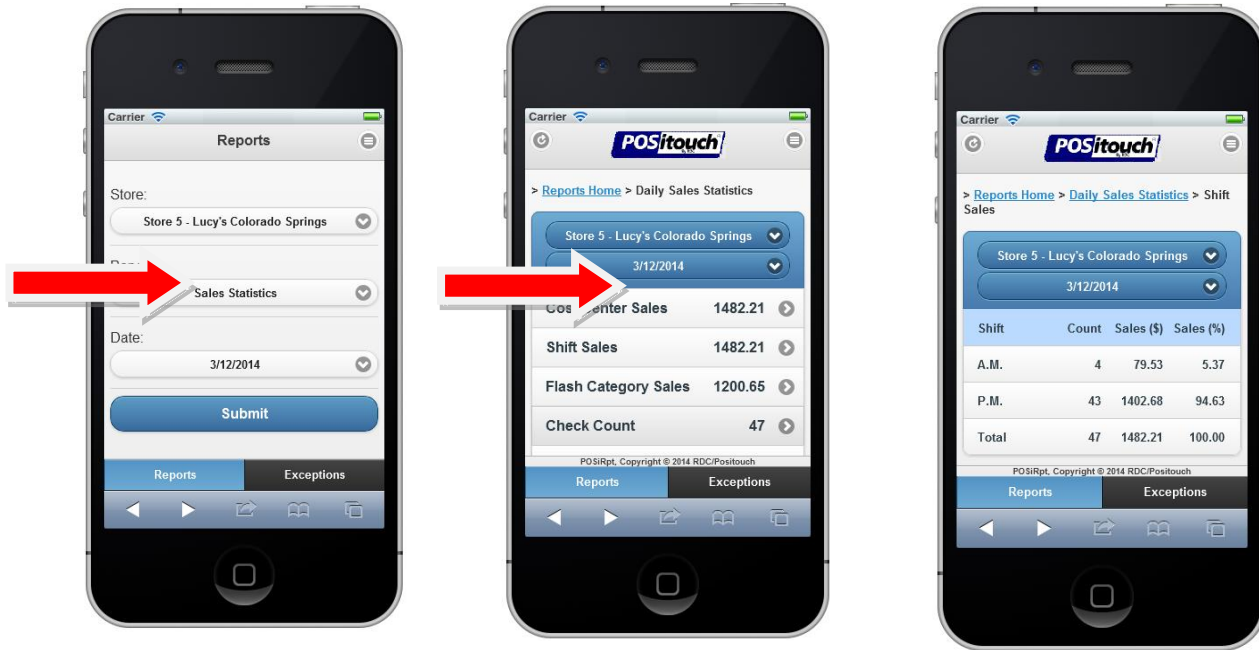 Carrier
Reports
Store:
Store 5 - Lucy's Colorado Springs
Sales Statistics
Date:
3/12/2014
Submit
Reports Exceptions
Carrier
POSitouch
By RDC
> Reports Home > Daily Sales Statistics
Store 5 - Lucy's Colorado Springs
3/12/2014
Sales 1482.21
Shift Sales 1482.21
Flash Category Sales 1200.65
Check Count 47
POSiRpt, Copyright © 2014 RDC/Positouch
Reports Exceptions
Carrier
POSitouch
By RDC
> Reports Home > Daily Sales Statistics > Shift
Sales
Store 5 - Lucy's Colorado Springs
3/12/2014
Shift Count Sales ($) Sales (%)
A.M. 4 79.53 5.37
P.M. 43 1402.68 94.63
Total 47 1482.21 100.00
POSiRpt, Copyright © 2014 RDC/Positouch
Reports Exceptions